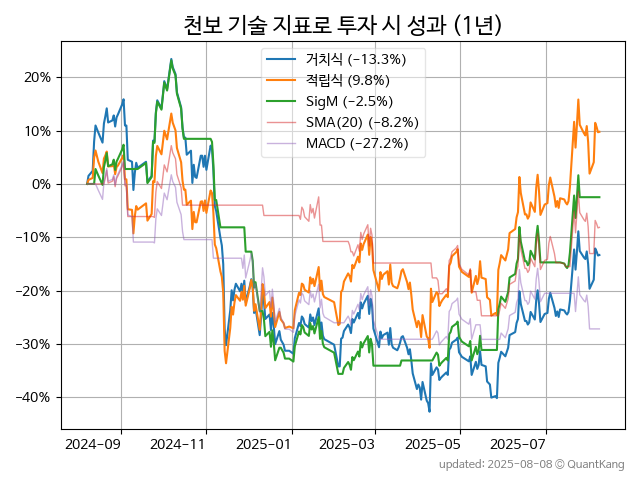 천보 기술 지표로 투자 시 성과 (1년)
거치식 (−13.3%)
적립식 (9.8%)
SigM (−2.5%)
SMA(20) (−8.2%)
MACD (−27.2%)
20%
10%
0%
−10%
−20%
−30%
−40%
2024-09
2024-11
2025-01
2025-03
2025-05
2025-07
updated: 2025-08-08 ⓒ QuantKang